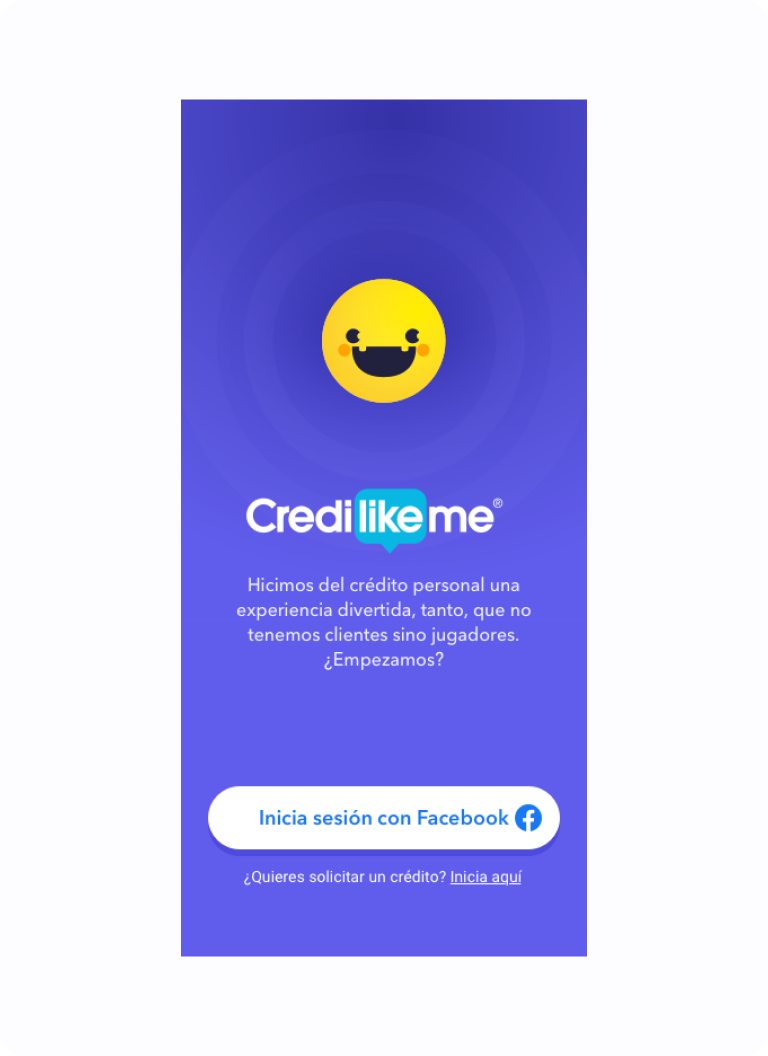 Credilikeme®
Hicimos del crédito personal una
experiencia divertida, tanto, que no
tenemos clientes sino jugadores.
¿Empezamos?
Inicia sesión con Facebook
¿Quieres solicitar un crédito? Inicia aquí